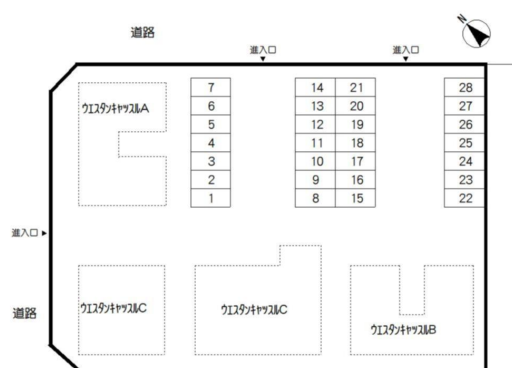 N
道路
進入口
進入口
ウエスタンキャッスルA
7 14 21 28
6 13 20 27
5 12 19 26
4 11 18 25
3 10 17 24
2 9 16 23
1 8 15 22
進入口
道路
ウエスタンキャッスルC
ウエスタンキャッスルC
ウエスタンキャッスルB